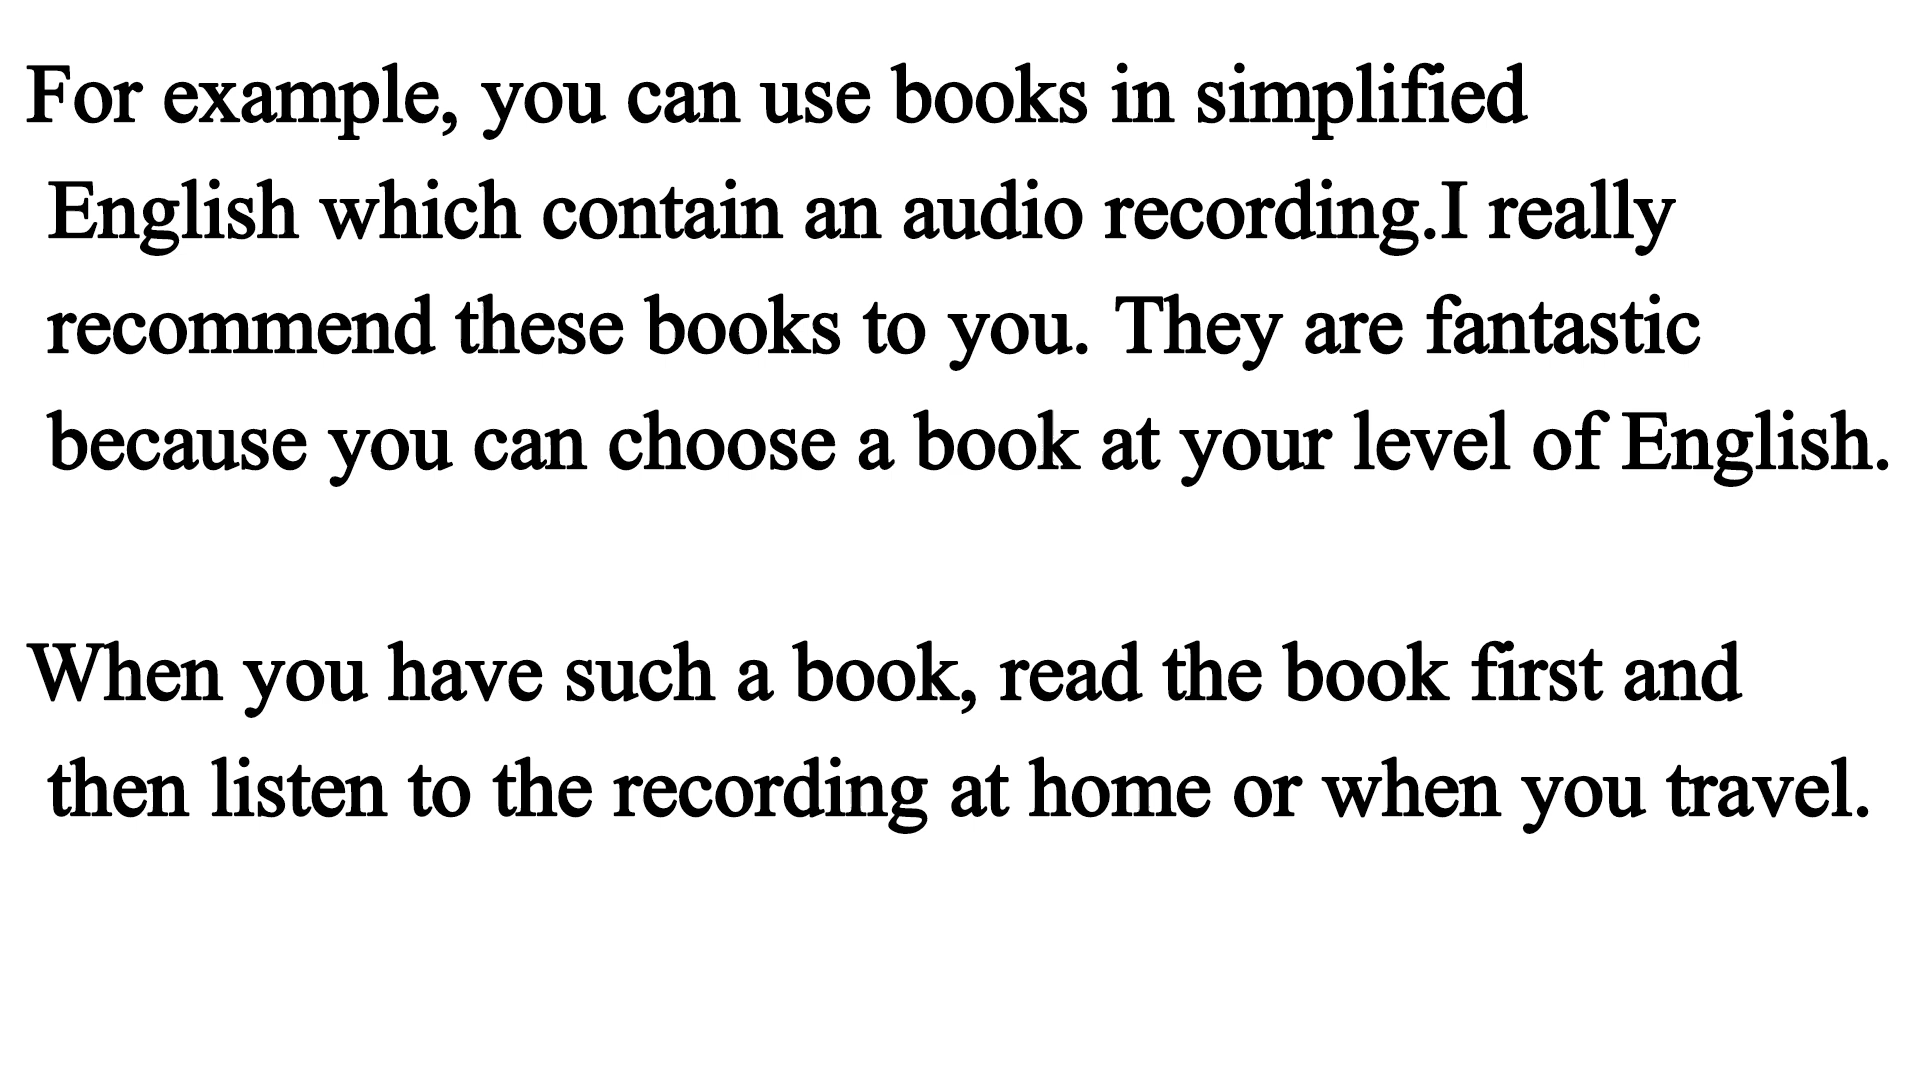 For example, you can use books in simplified
English which contain an audio recording.I really
recommend these books to you. They are fantastic
because you can choose a book at your level of English.
When you have such a book, read the book first and
then listen to the recording at home or when you travel.